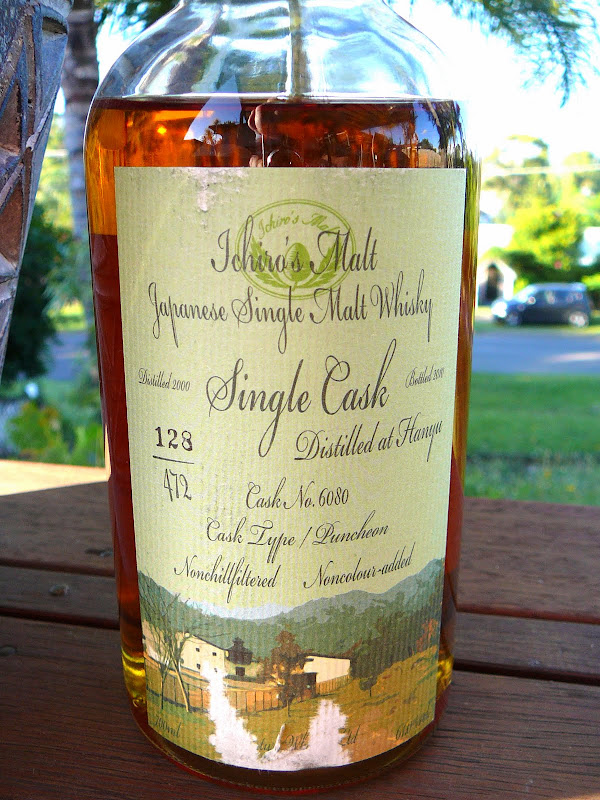 Ichiro's Malt
Ichiro's Malt
Japanese Single Malt Whisky
Distilled 2000
Single Cask
Bottled 2010
128
472
Distilled at Hanyu
Cask No. 6080
Cask Type / Puncheon
Nonchillfiltered Noncolour-added
700ml